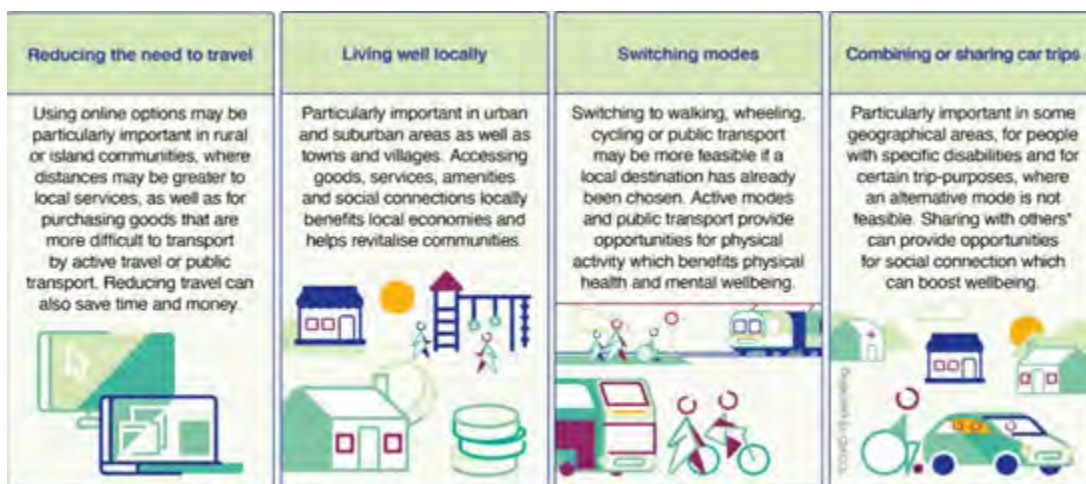 Reducing the need to travel
Using online options may be
particularly important in rural
or island communities, where
distances may be greater to
local services, as well as for
purchasing goods that are
more difficult to transport
by active travel or public
transport. Reducing travel can
also save time and money.
Living well locally
Particularly important in urban
and suburban areas as well as
towns and villages. Accessing
goods, services, amenities
and social connections locally
benefits local economies and
helps revitalise communities.
Switching modes
Switching to walking, wheeling,
cycling or public transport
may be more feasible if a
local destination has already
been chosen. Active modes
and public transport provide
opportunities for physical
activity which benefits physical
health and mental wellbeing.
Combining or sharing car trips
Particularly important in some
geographical areas, for people
with specific disabilities and for
certain trip-purposes, where
an alternative mode is not
feasible. Sharing with others*
can provide opportunities
for social connection which
can boost wellbeing.